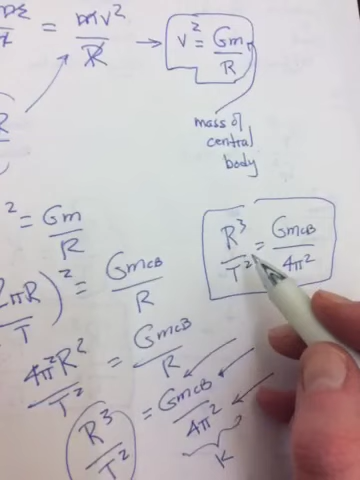 = mv² / R → v² = Gm / R
mass of
central
body
² = Gm / R
R³ / T² = GmCB / 4π²
2πR / T )² = GmCB / R
4π²R² / T² = GmCB / R
R³ / T² = GmCB / 4π²
K